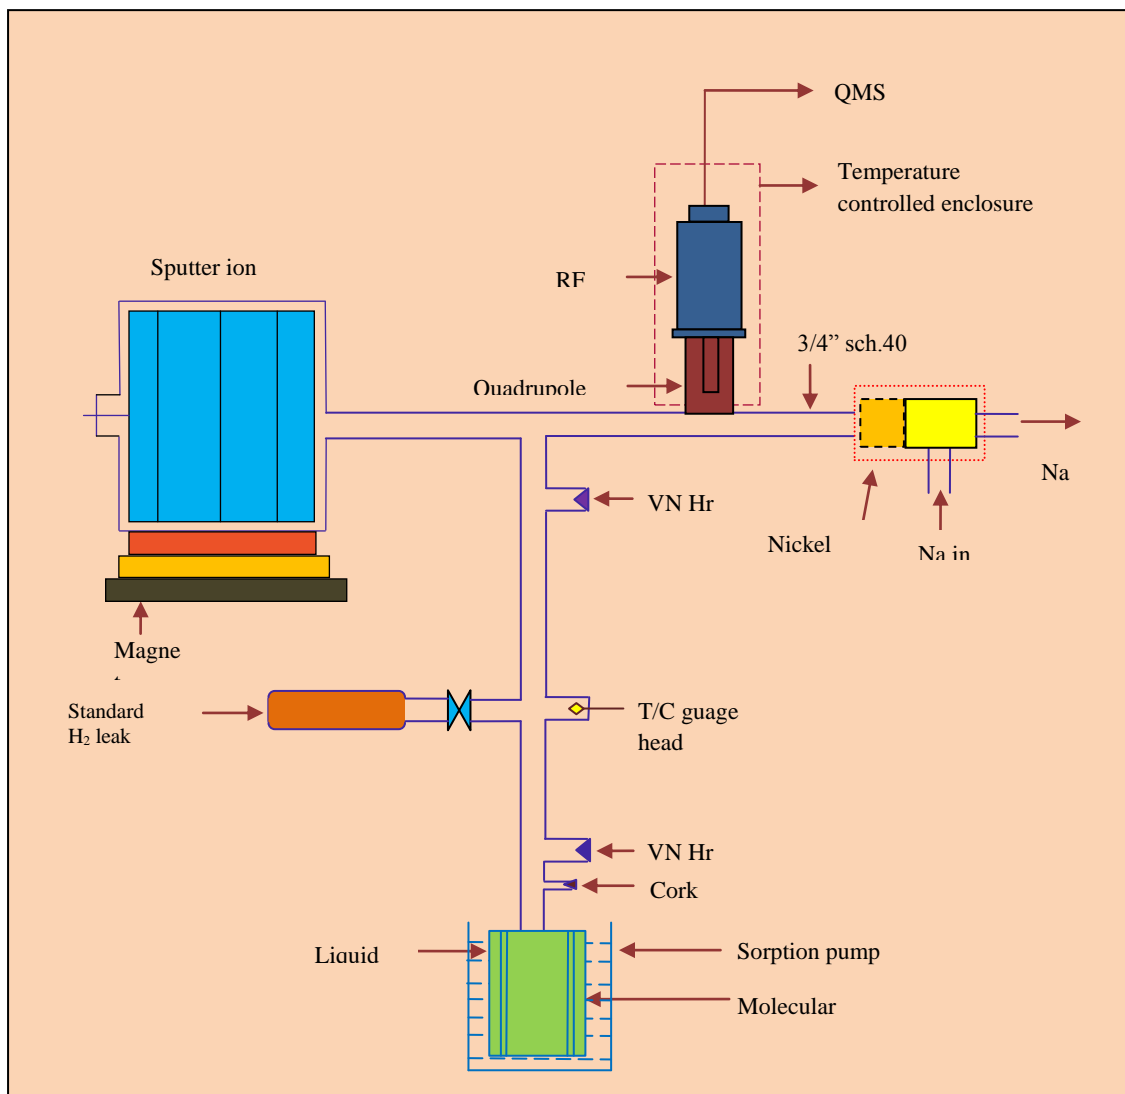 QMS
Temperature
controlled enclosure
Sputter ion
RF
3/4” sch.40
Quadrupole
VN Hr
Na
Nickel
Na in
Magne
Standard
H₂ leak
T/C guage
head
VN Hr
Cork
Liquid
Sorption pump
Molecular